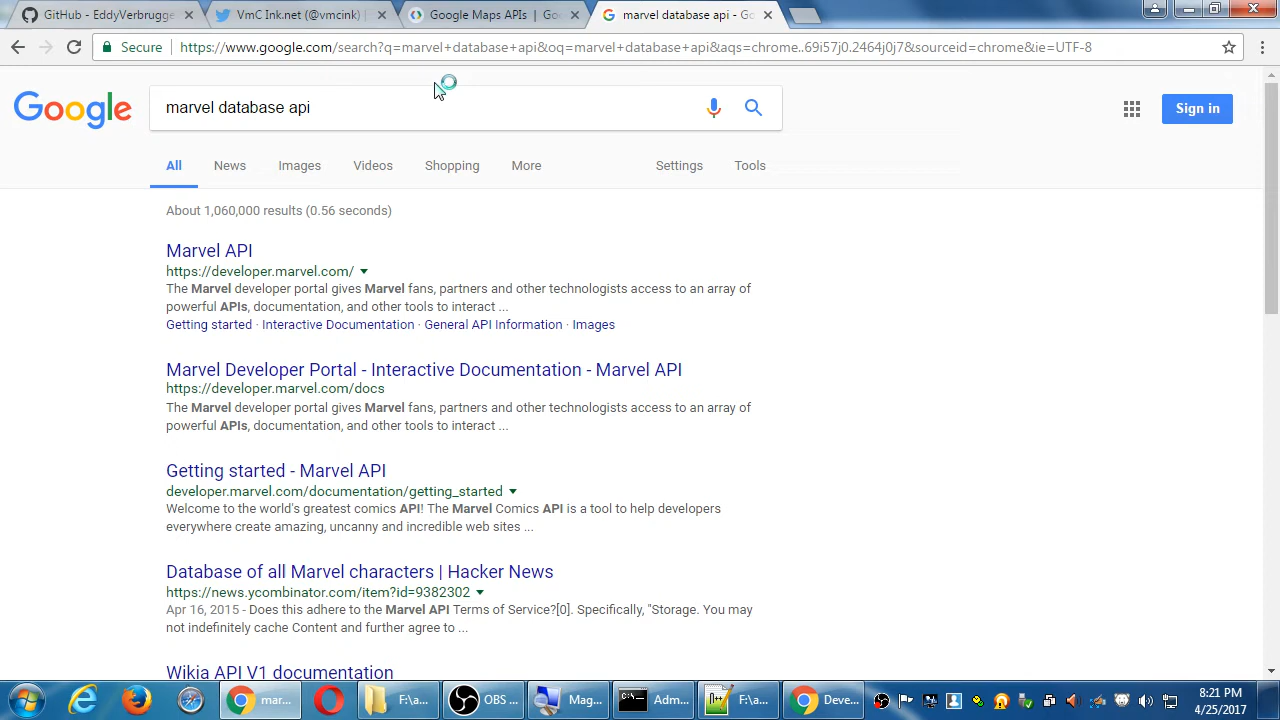 GitHub - EddyVerbrugge
VmC Ink.net (@vmcink) |
Google Maps APIs | Go
marvel database api - Go
Secure
https://www.google.com/search?q=marvel+database+api&oq=marvel+database+api&aqs=chrome..69i57j0.2464j0j7&sourceid=chrome&ie=UTF-8
Google
marvel database api
Sign in
All News Images Videos Shopping More Settings Tools
About 1,060,000 results (0.56 seconds)
Marvel API
https://developer.marvel.com/
The Marvel developer portal gives Marvel fans, partners and other technologists access to an array of
powerful APIs, documentation, and other tools to interact ...
Getting started · Interactive Documentation · General API Information · Images
Marvel Developer Portal - Interactive Documentation - Marvel API
https://developer.marvel.com/docs
The Marvel developer portal gives Marvel fans, partners and other technologists access to an array of
powerful APIs, documentation, and other tools to interact ...
Getting started - Marvel API
developer.marvel.com/documentation/getting_started
Welcome to the world's greatest comics API! The Marvel Comics API is a tool to help developers
everywhere create amazing, uncanny and incredible web sites ...
Database of all Marvel characters | Hacker News
https://news.ycombinator.com/item?id=9382302
Apr 16, 2015 - Does this adhere to the Marvel API Terms of Service?[0]. Specifically, "Storage. You may
not indefinitely cache Content and further agree to ...
Wikia API V1 documentation
mar...
F:\a...
OBS ...
Mag...
Adm...
F:\a...
Deve...
8:21 PM
4/25/2017